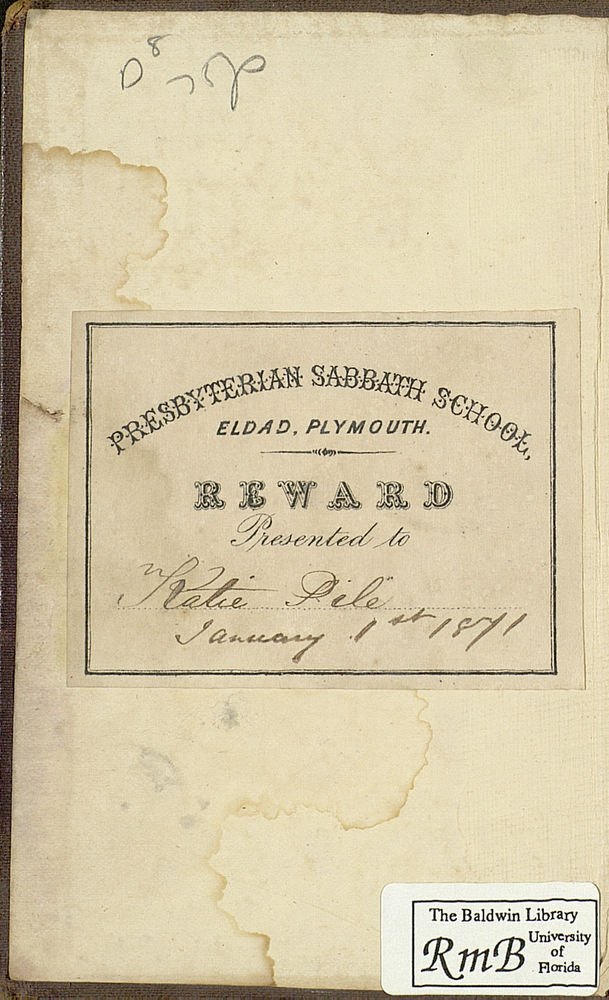 PRESBYTERIAN SABBATH SCHOOL,
ELDAD, PLYMOUTH.
REWARD
Presented to
Katie Pile
January 1st 1871
The Baldwin Library
RmB University
of
Florida